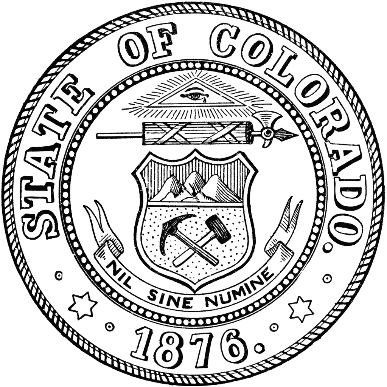 STATE OF COLORADO.
NIL SINE NUMINE
1876.